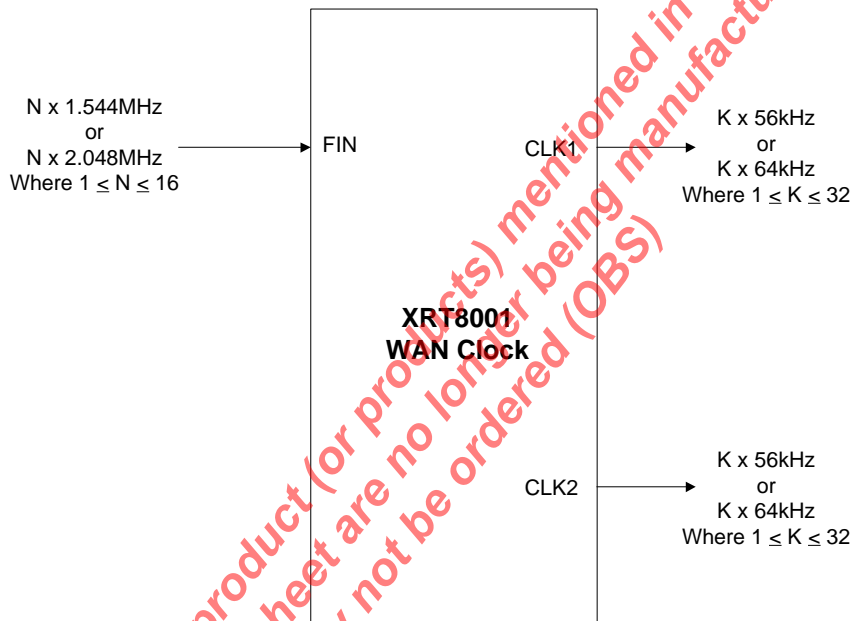 N x 1.544MHz
or
N x 2.048MHz
Where 1 ≤ N ≤ 16
FIN
CLK1
K x 56kHz
or
K x 64kHz
Where 1 ≤ K ≤ 32
XRT8001
WAN Clock
CLK2
K x 56kHz
or
K x 64kHz
Where 1 ≤ K ≤ 32
product (or products) mentioned in
sheet are no longer being manufactu
not be ordered (OBS)